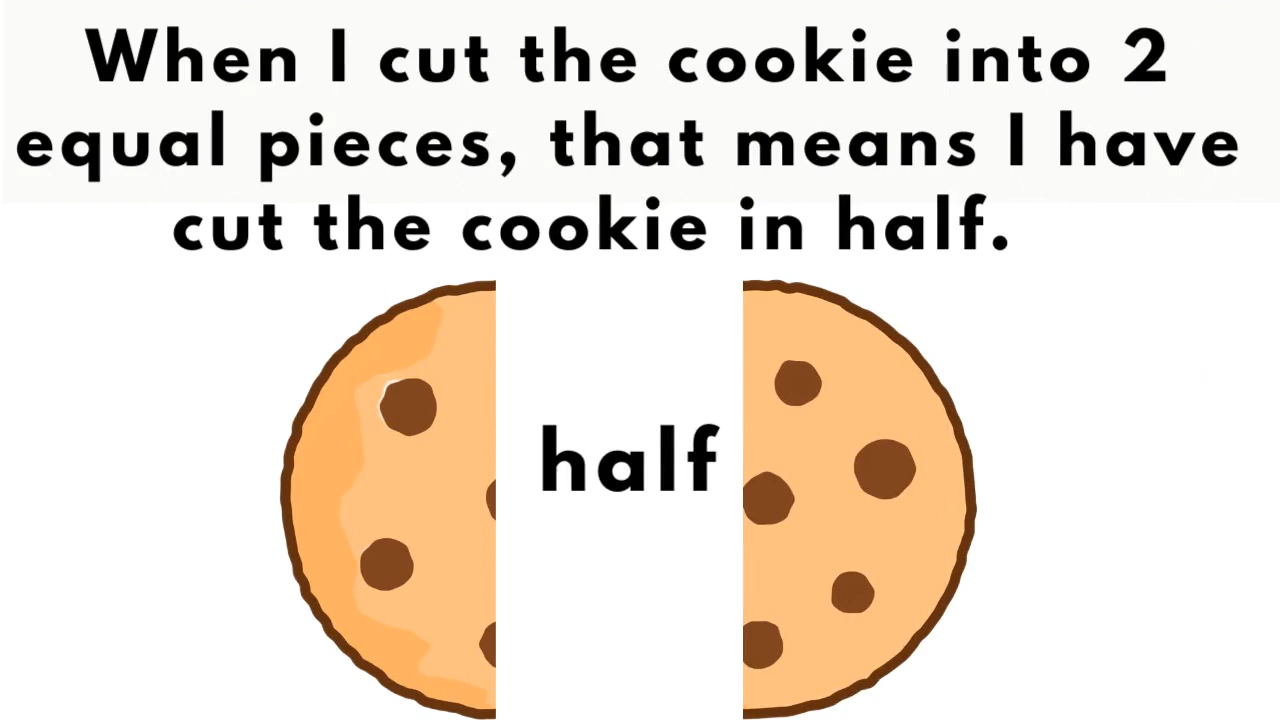 When I cut the cookie into 2
equal pieces, that means I have
cut the cookie in half.
half